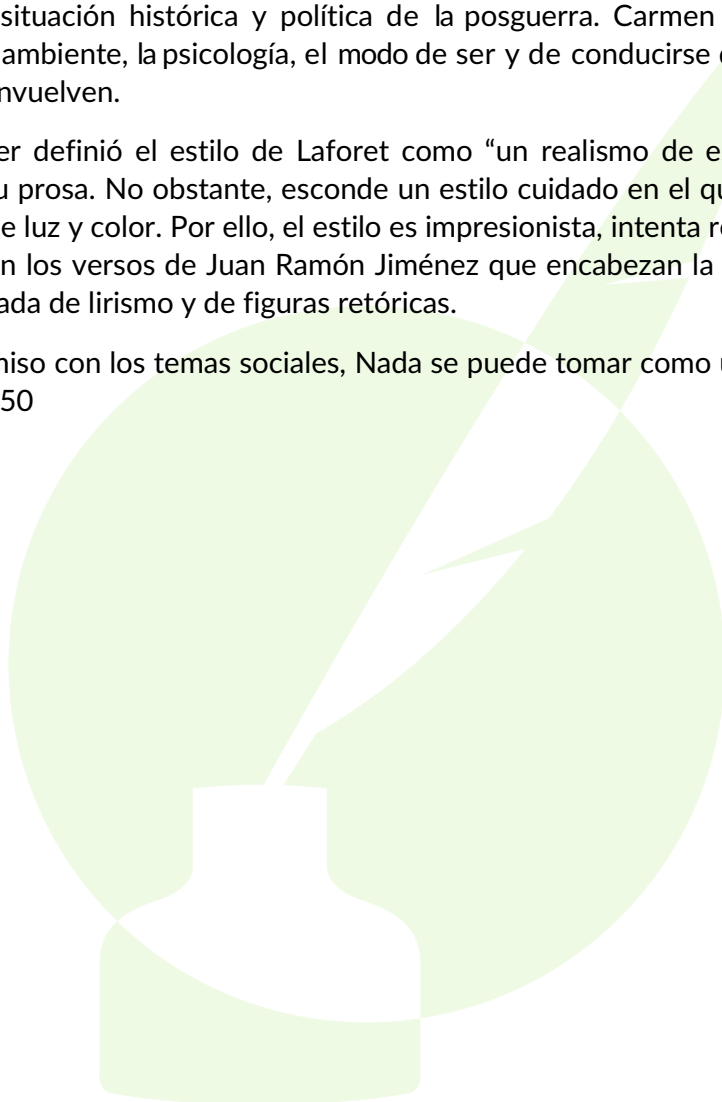 situación histórica y política de la posguerra. Carmen
ambiente, la psicología, el modo de ser y de conducirse
nvuelven.
er definió el estilo de Laforet como “un realismo de e
u prosa. No obstante, esconde un estilo cuidado en el qu
e luz y color. Por ello, el estilo es impresionista, intenta re
n los versos de Juan Ramón Jiménez que encabezan la
ada de lirismo y de figuras retóricas.
niso con los temas sociales, Nada se puede tomar como u
50